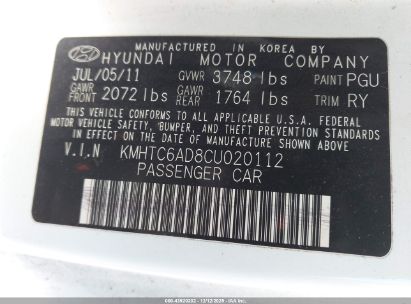 MANUFACTURED IN KOREA BY
HYUNDAI MOTOR COMPANY
JUL/05/11 GVWR 3748 lbs PAINT PGU
GAWR FRONT 2072 lbs GAWR REAR 1764 lbs TRIM RY
THIS VEHICLE CONFORMS TO ALL APPLICABLE U.S.A. FEDERAL
MOTOR VEHICLE SAFETY, BUMPER, AND THEFT PREVENTION STANDARDS
IN EFFECT ON THE DATE OF MANUFACTURE SHOWN ABOVE.
V.I.N KMHTC6AD8CU020112
PASSENGER CAR